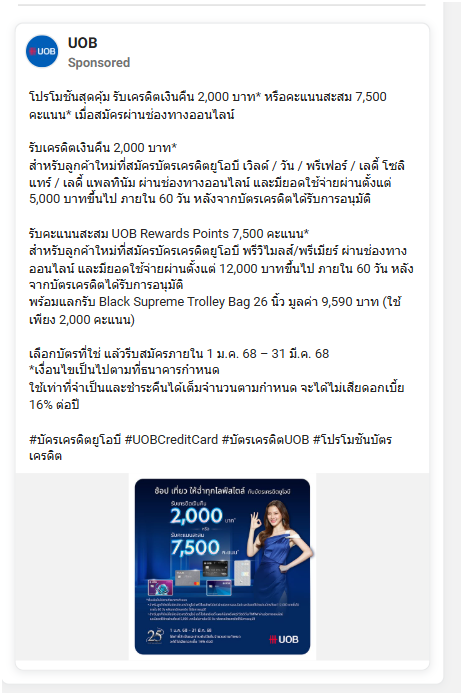 UOB
UOB
Sponsored
โปรโมชันสุดคุ้ม รับเครดิตเงินคืน 2,000 บาท* หรือคะแนนสะสม 7,500
คะแนน* เมื่อสมัครผ่านช่องทางออนไลน์
รับเครดิตเงินคืน 2,000 บาท*
สำหรับลูกค้าใหม่ที่สมัครบัตรเครดิตยูโอบี เวิลด์ / วัน / พรีเฟอร์ / เลดี้ โซลิ
แทร์ / เลดี้ แพลทินัม ผ่านช่องทางออนไลน์ และมียอดใช้จ่ายผ่านตั้งแต่
5,000 บาทขึ้นไป ภายใน 60 วัน หลังจากบัตรเครดิตได้รับการอนุมัติ
รับคะแนนสะสม UOB Rewards Points 7,500 คะแนน*
สำหรับลูกค้าใหม่ที่สมัครบัตรเครดิตยูโอบี พรีวิไมลส์/พรีเมียร์ ผ่านช่องทาง
ออนไลน์ และมียอดใช้จ่ายผ่านตั้งแต่ 12,000 บาทขึ้นไป ภายใน 60 วัน หลัง
จากบัตรเครดิตได้รับการอนุมัติ
พร้อมแลกรับ Black Supreme Trolley Bag 26 นิ้ว มูลค่า 9,590 บาท (ใช้
เพียง 2,000 คะแนน)
เลือกบัตรที่ใช่ แล้วรีบสมัครภายใน 1 ม.ค. 68 – 31 มี.ค. 68
*เงื่อนไขเป็นไปตามที่ธนาคารกำหนด
ใช้เท่าที่จำเป็นและชำระคืนได้เต็มจำนวนตามกำหนด จะได้ไม่เสียดอกเบี้ย
16% ต่อปี
#บัครเครดิตยูโอบี #UOBCreditCard #บัตรเครดิตUOB #โปรโมชันบัตร
เครดิต
ช้อป เที่ยว ให้ฉ่ำทุกไลฟ์สไตล์ กับบัตรเครดิตยูโอบี
รับเครดิตเงินคืน
2,000 บาท*
หรือ
รับคะแนนสะสม
7,500 คะแนน*
25
1 ม.ค. 68 - 31 มี.ค. 68
UOB